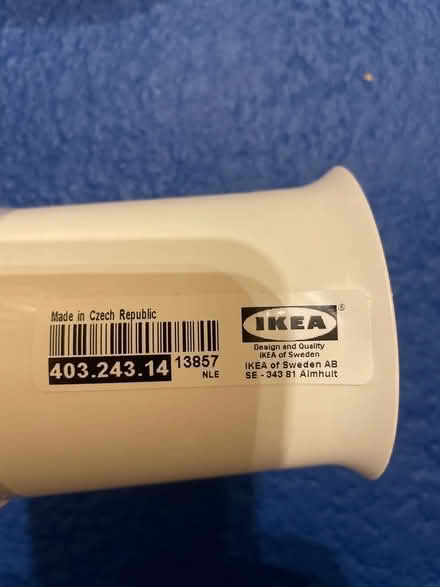 Made in Czech Republic
403.243.14
13857
NLE
IKEA®
Design and Quality
IKEA of Sweden
IKEA of Sweden AB
SE - 343 81 Älmhult